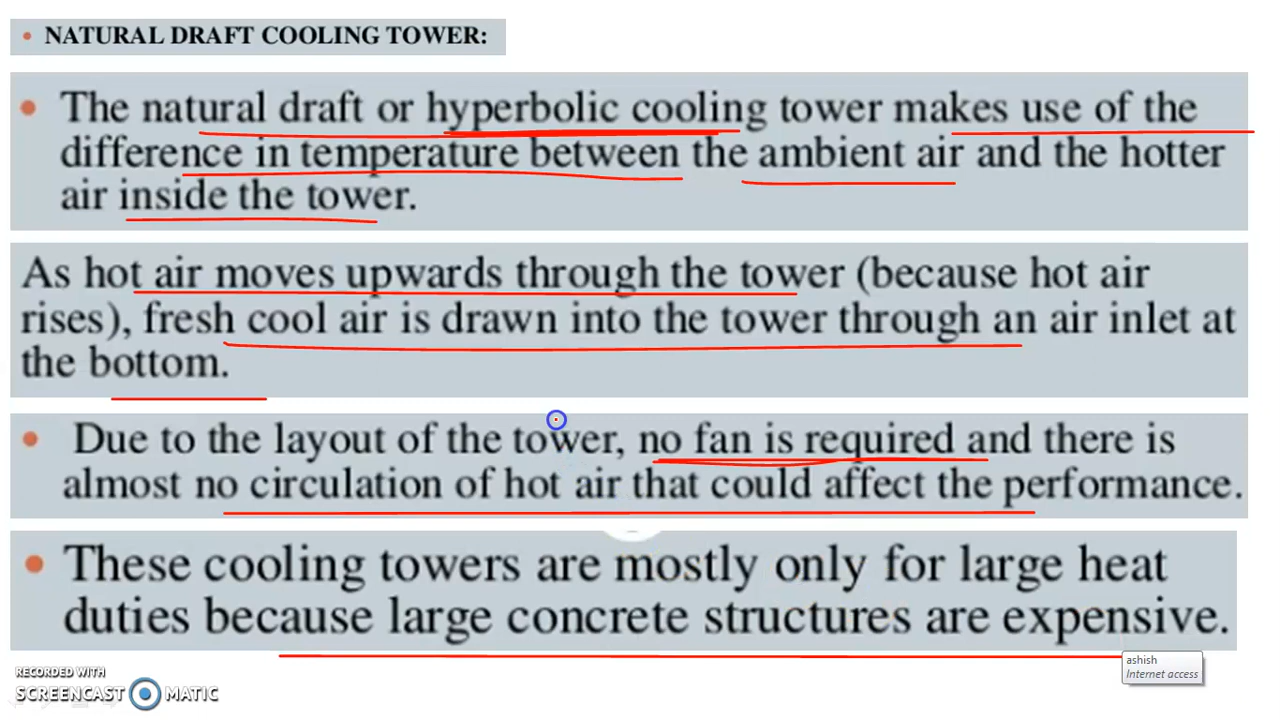 • NATURAL DRAFT COOLING TOWER:
• The natural draft or hyperbolic cooling tower makes use of the
difference in temperature between the ambient air and the hotter
air inside the tower.
As hot air moves upwards through the tower (because hot air
rises), fresh cool air is drawn into the tower through an air inlet at
the bottom.
• Due to the layout of the tower, no fan is required and there is
almost no circulation of hot air that could affect the performance.
• These cooling towers are mostly only for large heat
duties because large concrete structures are expensive.
ashish
Internet access
RECORDED WITH
SCREENCAST MATIC